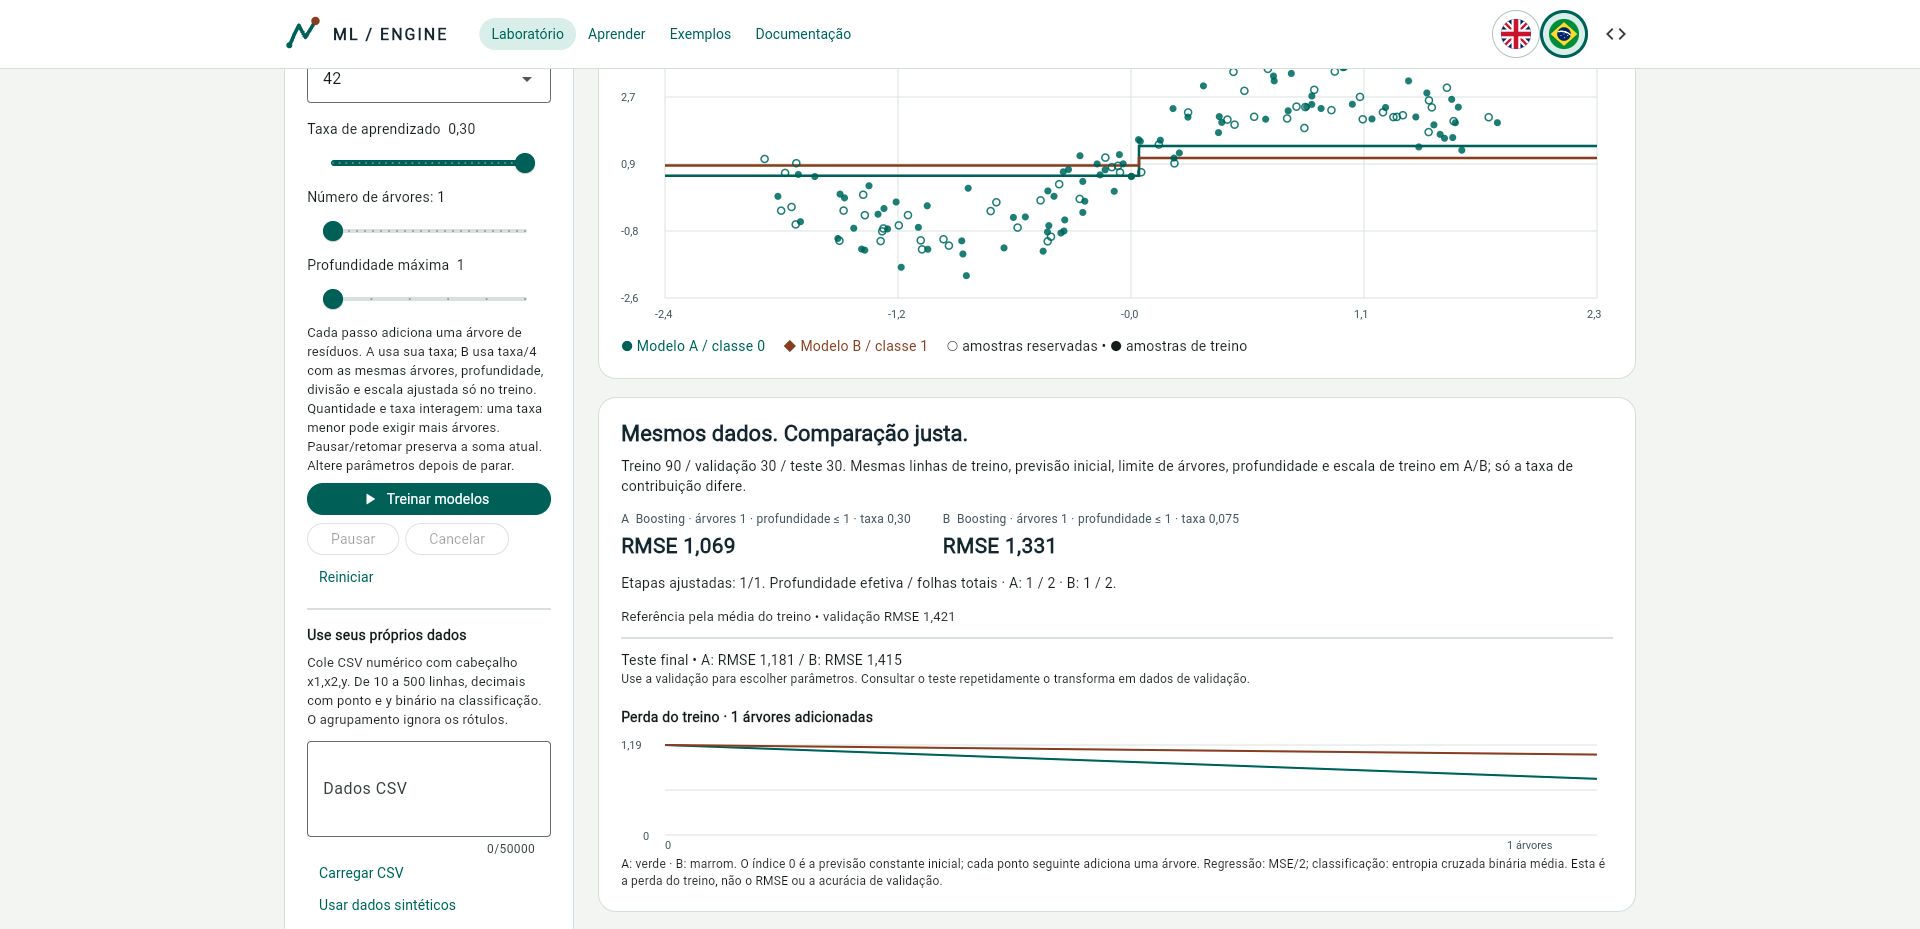 ML / ENGINE
Laboratório
Aprender
Exemplos
Documentação
42
Taxa de aprendizado 0,30
Número de árvores: 1
Profundidade máxima 1
Cada passo adiciona uma árvore de
resíduos. A usa sua taxa; B usa taxa/4
com as mesmas árvores, profundidade,
divisão e escala ajustada só no treino.
Quantidade e taxa interagem: uma taxa
menor pode exigir mais árvores.
Pausar/retomar preserva a soma atual.
Altere parâmetros depois de parar.
Treinar modelos
Pausar
Cancelar
Reiniciar
Use seus próprios dados
Cole CSV numérico com cabeçalho
x1,x2,y. De 10 a 500 linhas, decimais
com ponto e y binário na classificação.
O agrupamento ignora os rótulos.
Dados CSV
0/50000
Carregar CSV
Usar dados sintéticos
2,7
0,9
-0,8
-2,6
-2,4
-1,2
-0,0
1,1
2,3
Modelo A / classe 0
Modelo B / classe 1
amostras reservadas • 
amostras de treino
Mesmos dados. Comparação justa.
Treino 90 / validação 30 / teste 30. Mesmas linhas de treino, previsão inicial, limite de árvores, profundidade e escala de treino em A/B; só a taxa de
contribuição difere.
A Boosting · árvores 1 · profundidade ≤ 1 · taxa 0,30
RMSE 1,069
B Boosting · árvores 1 · profundidade ≤ 1 · taxa 0,075
RMSE 1,331
Etapas ajustadas: 1/1. Profundidade efetiva / folhas totais · A: 1 / 2 · B: 1 / 2.
Referência pela média do treino • validação RMSE 1,421
Teste final • A: RMSE 1,181 / B: RMSE 1,415
Use a validação para escolher parâmetros. Consultar o teste repetidamente o transforma em dados de validação.
Perda do treino · 1 árvores adicionadas
1,19
0
0
1 árvores
A: verde · B: marrom. O índice 0 é a previsão constante inicial; cada ponto seguinte adiciona uma árvore. Regressão: MSE/2; classificação: entropia cruzada binária média. Esta é
a perda do treino, não o RMSE ou a acurácia de validação.